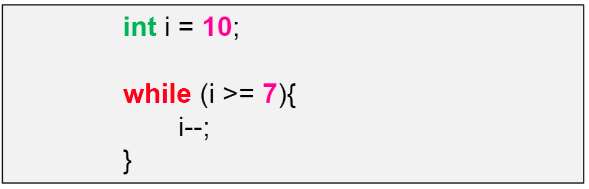 int i = 10;
while (i >= 7){
i--;
}